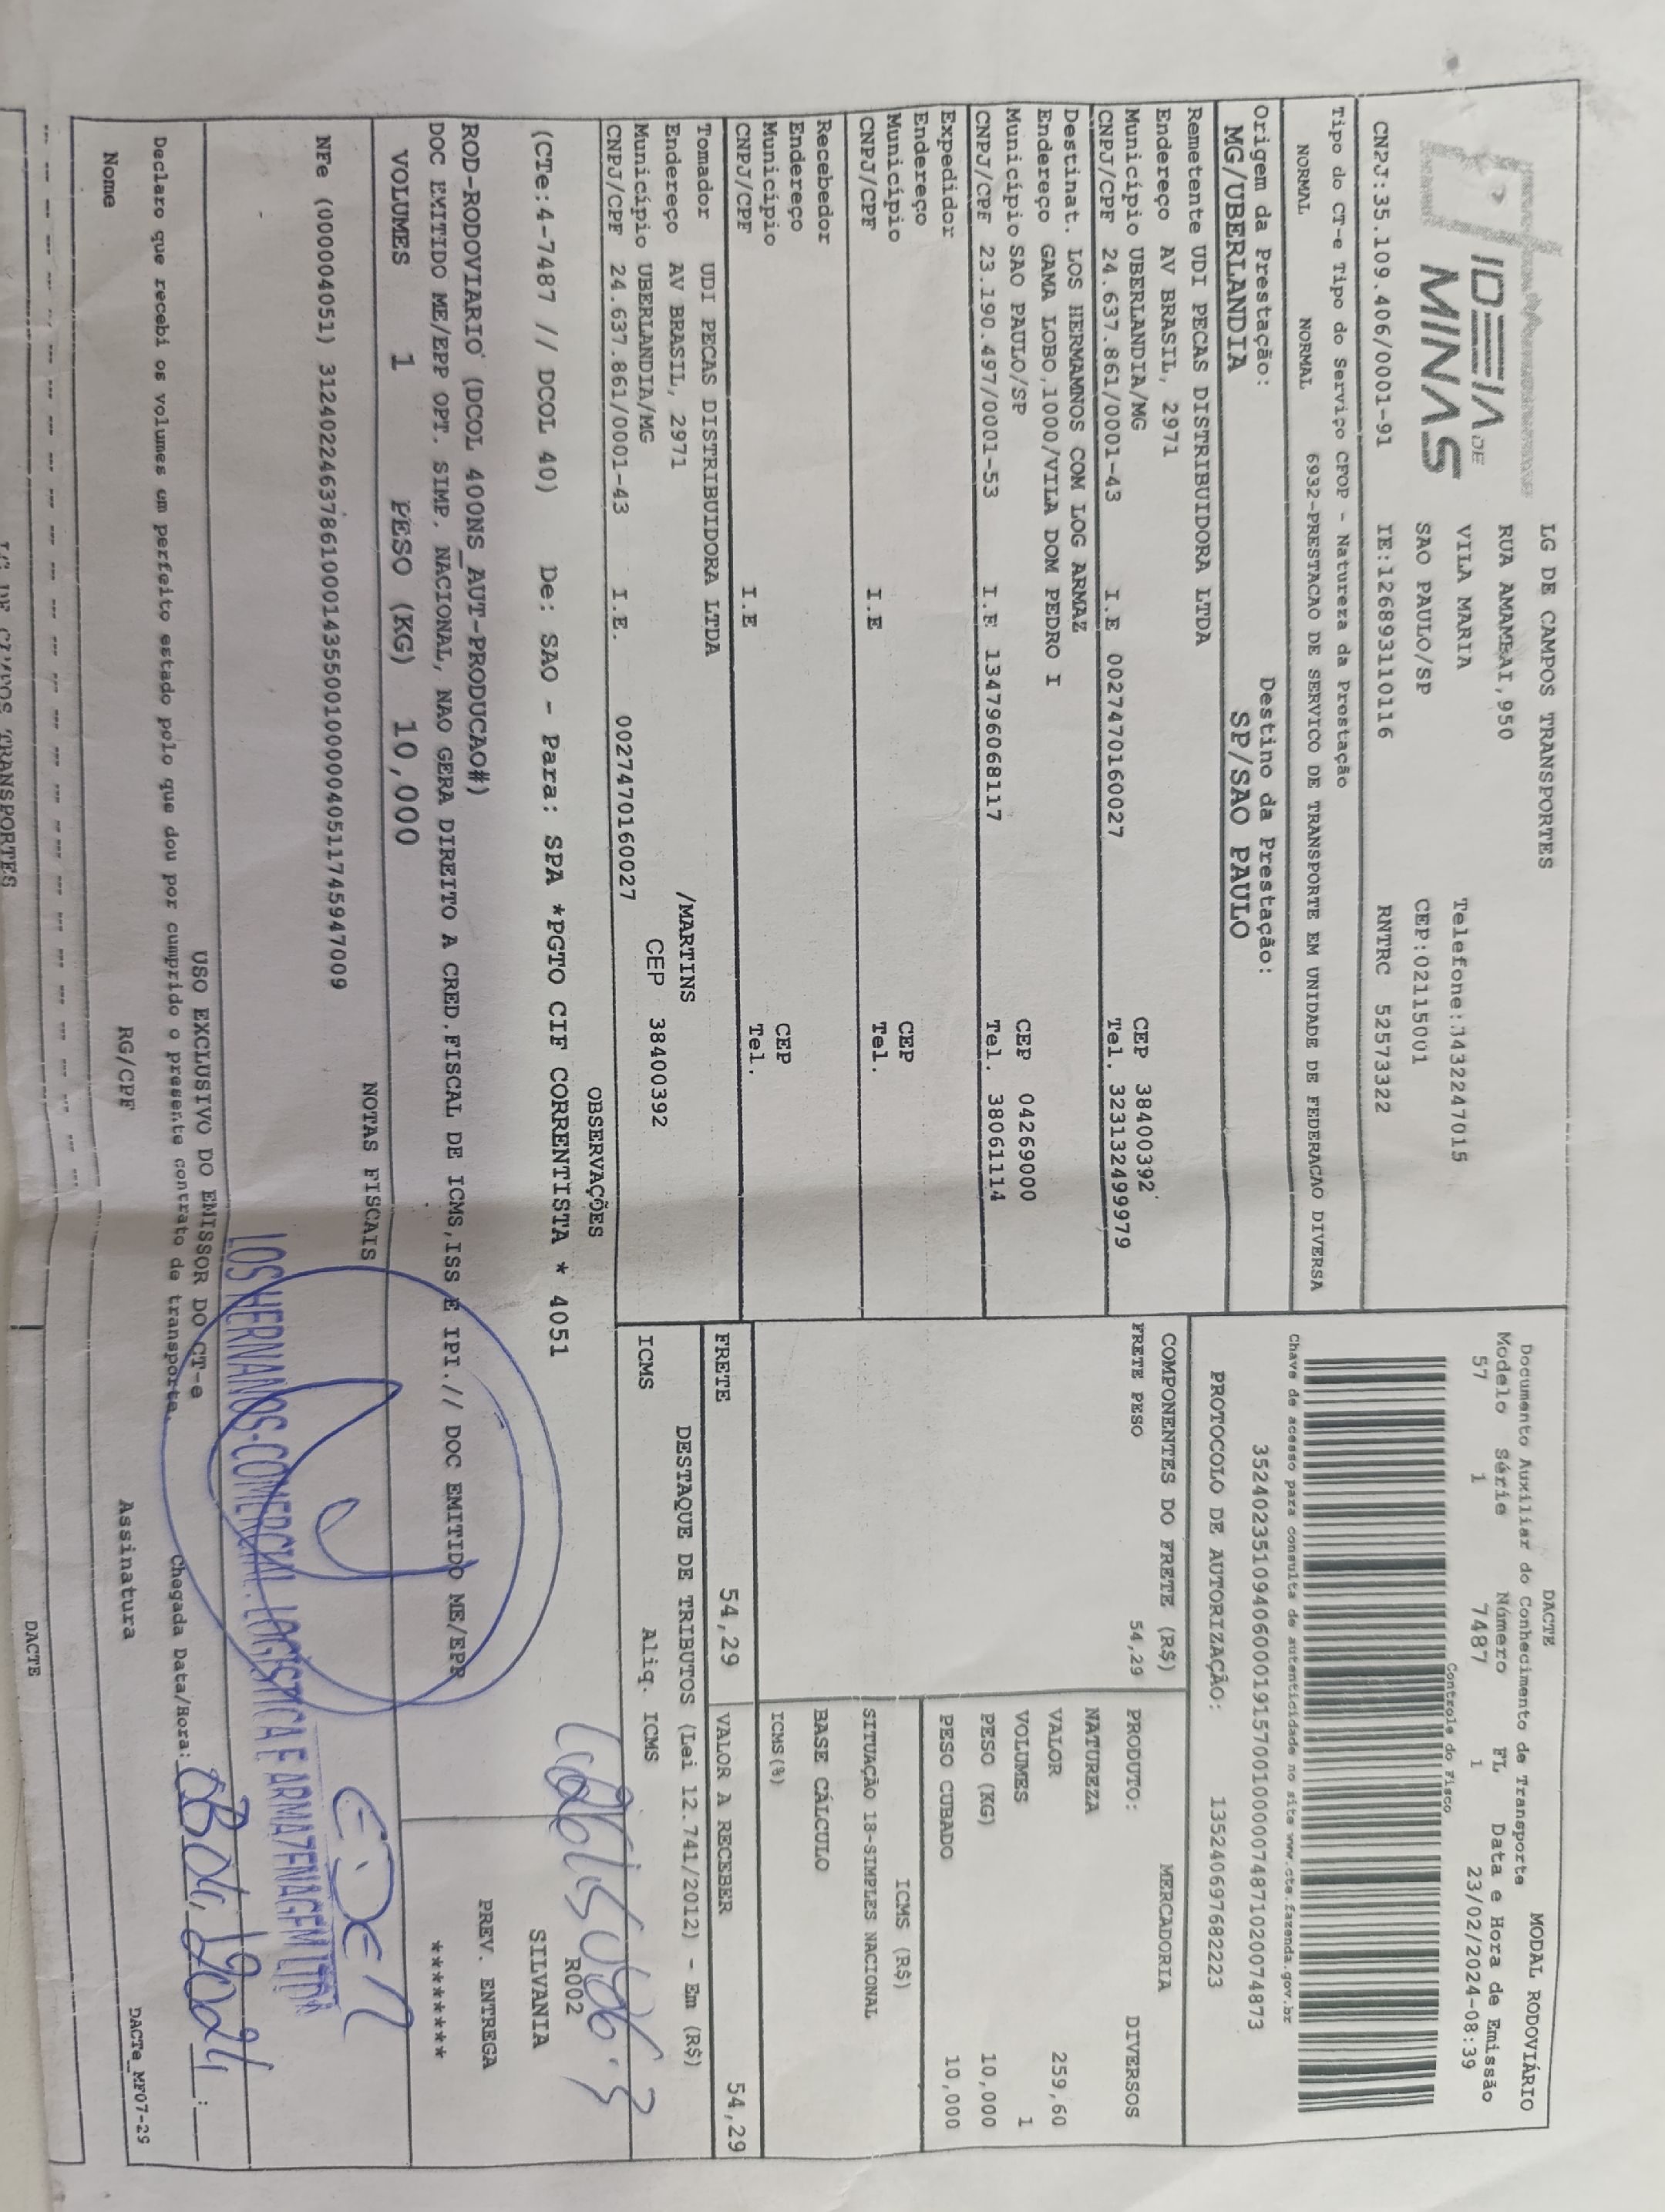 IDEIA DE
MINAS
LG DE CAMPOS TRANSPORTES
RUA AMAMBAI,950
VILA MARIA
Telefone:3432247015
SAO PAULO/SP
CEP:02115001
CNPJ:35.109.406/0001-91
IE:126893110116
RNTRC 52573322
DACTE
MODAL RODOVIÁRIO
Documento Auxiliar do Conhecimento de Transporte
Modelo Série Número FL Data e Hora de Emissão
57 1 7487 1 23/02/2024-08:39
Controle do Fisco
Chave de acesso para consulta de autenticidade no site www.cte.fazenda.gov.br
35240235109406000191570010000074871020074873
PROTOCOLO DE AUTORIZAÇÃO: 135240697682223
Tipo do CT-e Tipo do Serviço CFOP - Natureza da Prestação
NORMAL NORMAL 6932-PRESTACAO DE SERVICO DE TRANSPORTE EM UNIDADE DE FEDERACAO DIVERSA
Origem da Prestação:
MG/UBERLANDIA
Destino da Prestação:
SP/SAO PAULO
Remetente UDI PECAS DISTRIBUIDORA LTDA
Endereço AV BRASIL, 2971
Município UBERLANDIA/MG CEP 38400392
CNPJ/CPF 24.637.861/0001-43 I.E 0027470160027 Tel. 323132499979
Destinat. LOS HERMAMNOS COM LOG ARMAZ
Endereço GAMA LOBO,1000/VILA DOM PEDRO I
Município SAO PAULO/SP CEP 04269000
CNPJ/CPF 23.190.497/0001-53 I.E 134796068117 Tel. 38061114
Expedidor
Endereço
Município CEP
CNPJ/CPF I.E Tel.
Recebedor
Endereço
Município CEP
CNPJ/CPF I.E Tel.
Tomador UDI PECAS DISTRIBUIDORA LTDA
Endereço AV BRASIL, 2971 /MARTINS
Município UBERLANDIA/MG CEP 38400392
CNPJ/CPF 24.637.861/0001-43 I.E. 0027470160027
COMPONENTES DO FRETE (R$)
FRETE PESO 54,29
MERCADORIA
PRODUTO: DIVERSOS
NATUREZA
VALOR 259,60
VOLUMES 1
PESO (KG) 10,000
PESO CUBADO 10,000
ICMS (R$)
SITUAÇÃO 18-SIMPLES NACIONAL
BASE CÁLCULO
ICMS(%)
FRETE 54,29 VALOR A RECEBER 54,29
DESTAQUE DE TRIBUTOS (Lei 12.741/2012) - Em (R$)
ICMS Aliq. ICMS
OBSERVAÇÕES
(CTe:4-7487 // DCOL 40) De: SAO - Para: SPA *PGTO CIF CORRENTISTA * 4051
R002
SILVANIA
ROD-RODOVIARIO (DCOL 400NS_AUT-PRODUCAO#)
DOC EMITIDO ME/EPP OPT. SIMP. NACIONAL, NAO GERA DIREITO A CRED.FISCAL DE ICMS,ISS E IPI.// DOC EMITIDO ME/EPP
PREV. ENTREGA
********
VOLUMES 1 PESO (KG) 10,000
NOTAS FISCAIS
NFe (000004051) 31240224637861000143550010000040511745947009
EDEN
LOS HERNANOS-COMERCIAL. LOGISTICA E ARMAZENAGEM LTDA
USO EXCLUSIVO DO EMISSOR DO CT-e
Declaro que recebi os volumes um perfeito estado pelo que dou por cumprido o presente contrato de transporte. Chegada Data/Hora: 2024 __:__
Nome RG/CPF Assinatura DACTe_MF07-29
LG DE CAMPOS TRANSPORTES
DACTE